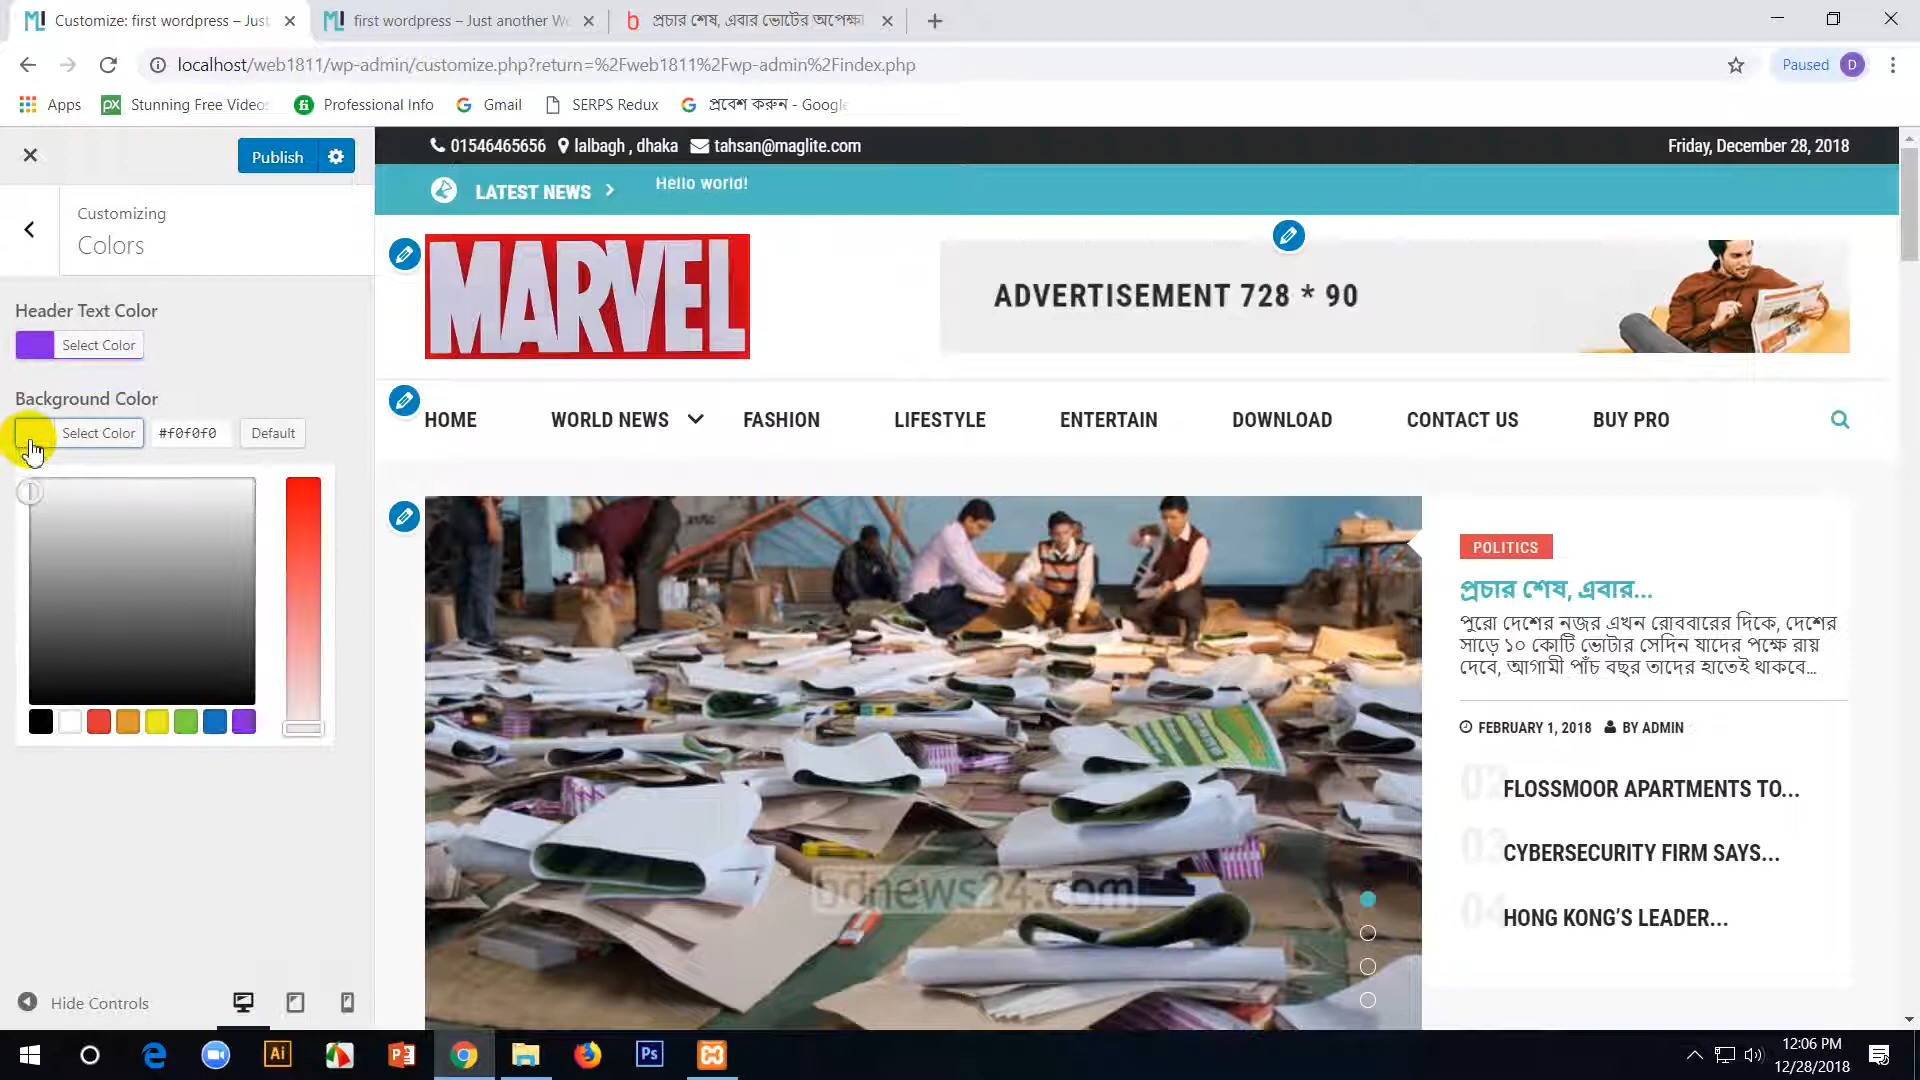 Customize: first wordpress – Just
first wordpress – Just another Wo
প্রচার শেষ, এবার ভোটের অপেক্ষা
localhost/web1811/wp-admin/customize.php?return=%2Fweb1811%2Fwp-admin%2Findex.php
Paused D
Apps Stunning Free Videos Professional Info Gmail SERPS Redux প্রবেশ করুন - Google
Publish
01546465656 lalbagh , dhaka tahsan@maglite.com Friday, December 28, 2018
LATEST NEWS Hello world!
Customizing
Colors
MARVEL
ADVERTISEMENT 728 * 90
Header Text Color
Select Color
Background Color
Select Color #f0f0f0 Default
HOME WORLD NEWS FASHION LIFESTYLE ENTERTAIN DOWNLOAD CONTACT US BUY PRO
POLITICS
প্রচার শেষ, এবার...
পুরো দেশের নজর এখন রোববারের দিকে, দেশের
সাড়ে ১০ কোটি ভোটার সেদিন যাদের পক্ষে রায়
দেবে, আগামী পাঁচ বছর তাদের হাতেই থাকবে...
FEBRUARY 1, 2018 BY ADMIN
02 FLOSSMOOR APARTMENTS TO...
03 CYBERSECURITY FIRM SAYS...
04 HONG KONG’S LEADER...
bdnews24.com
Hide Controls
Ai
Ps
12:06 PM
12/28/2018